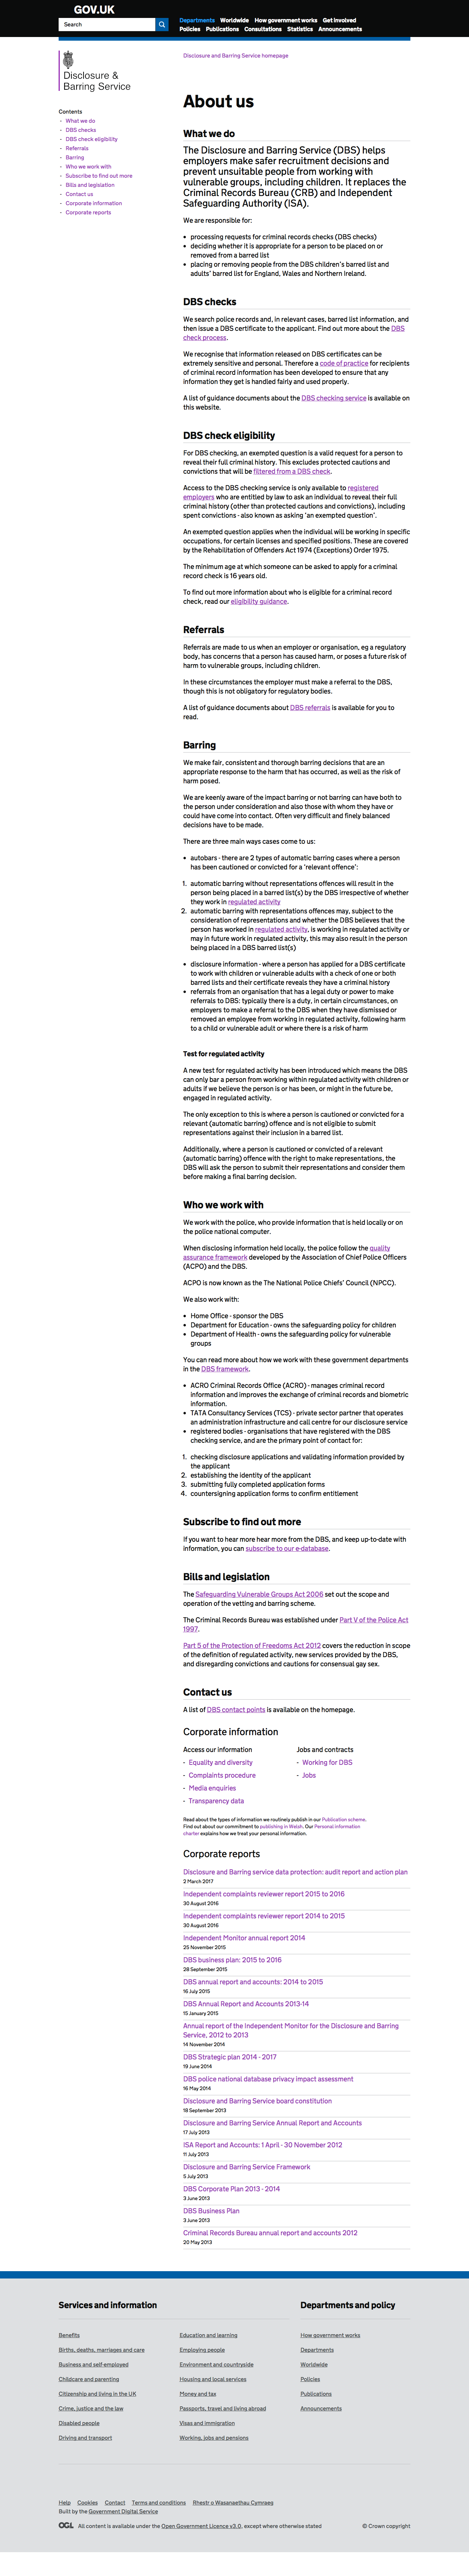 GOV.UK
Search
Departments Worldwide How government works Get involved
Policies Publications Consultations Statistics Announcements
Disclosure &
Barring Service
Disclosure and Barring Service homepage
About us
Contents
- What we do
- DBS checks
- DBS check eligibility
- Referrals
- Barring
- Who we work with
- Subscribe to find out more
- Bills and legislation
- Contact us
- Corporate information
- Corporate reports
What we do
The Disclosure and Barring Service (DBS) helps
employers make safer recruitment decisions and
prevent unsuitable people from working with
vulnerable groups, including children. It replaces the
Criminal Records Bureau (CRB) and Independent
Safeguarding Authority (ISA).
We are responsible for:
• processing requests for criminal records checks (DBS checks)
• deciding whether it is appropriate for a person to be placed on or
removed from a barred list
• placing or removing people from the DBS children's barred list and
adults' barred list for England, Wales and Northern Ireland.
DBS checks
We search police records and, in relevant cases, barred list information, and
then issue a DBS certificate to the applicant. Find out more about the DBS
check process.
We recognise that information released on DBS certificates can be
extremely sensitive and personal. Therefore a code of practice for recipients
of criminal record information has been developed to ensure that any
information they get is handled fairly and used properly.
A list of guidance documents about the DBS checking service is available on
this website.
DBS check eligibility
For DBS checking, an exempted question is a valid request for a person to
reveal their full criminal history. This excludes protected cautions and
convictions that will be filtered from a DBS check.
Access to the DBS checking service is only available to registered
employers who are entitled by law to ask an individual to reveal their full
criminal history (other than protected cautions and convictions), including
spent convictions - also known as asking 'an exempted question'.
An exempted question applies when the individual will be working in specific
occupations, for certain licenses and specified positions. These are covered
by the Rehabilitation of Offenders Act 1974 (Exceptions) Order 1975.
The minimum age at which someone can be asked to apply for a criminal
record check is 16 years old.
To find out more information about who is eligible for a criminal record
check, read our eligibility guidance.
Referrals
Referrals are made to us when an employer or organisation, eg a regulatory
body, has concerns that a person has caused harm, or poses a future risk of
harm to vulnerable groups, including children.
In these circumstances the employer must make a referral to the DBS,
though this is not obligatory for regulatory bodies.
A list of guidance documents about DBS referrals is available for you to
read.
Barring
We make fair, consistent and thorough barring decisions that are an
appropriate response to the harm that has occurred, as well as the risk of
harm posed.
We are keenly aware of the impact barring or not barring can have both to
the person under consideration and also those with whom they have or
could have come into contact. Often very difficult and finely balanced
decisions have to be made.
There are three main ways cases come to us:
• autobars - there are 2 types of automatic barring cases where a person
has been cautioned or convicted for a 'relevant offence':
1. automatic barring without representations offences will result in the
person being placed in a barred list(s) by the DBS irrespective of whether
they work in regulated activity
2. automatic barring with representations offences may, subject to the
consideration of representations and whether the DBS believes that the
person has worked in regulated activity, is working in regulated activity or
may in future work in regulated activity, this may also result in the person
being placed in a DBS barred list(s)
• disclosure information - where a person has applied for a DBS certificate
to work with children or vulnerable adults with a check of one or both
barred lists and their certificate reveals they have a criminal history
• referrals from an organisation that has a legal duty or power to make
referrals to DBS: typically there is a duty, in certain circumstances, on
employers to make a referral to the DBS when they have dismissed or
removed an employee from working in regulated activity, following harm
to a child or vulnerable adult or where there is a risk of harm
Test for regulated activity
A new test for regulated activity has been introduced which means the DBS
can only bar a person from working within regulated activity with children or
adults if we believe the person is or has been, or might in the future be,
engaged in regulated activity.
The only exception to this is where a person is cautioned or convicted for a
relevant (automatic barring) offence and is not eligible to submit
representations against their inclusion in a barred list.
Additionally, where a person is cautioned or convicted of a relevant
(automatic barring) offence with the right to make representations, the
DBS will ask the person to submit their representations and consider them
before making a final barring decision.
Who we work with
We work with the police, who provide information that is held locally or on
the police national computer.
When disclosing information held locally, the police follow the quality
assurance framework developed by the Association of Chief Police Officers
(ACPO) and the DBS.
ACPO is now known as the The National Police Chiefs' Council (NPCC).
We also work with:
• Home Office - sponsor the DBS
• Department for Education - owns the safeguarding policy for children
• Department of Health - owns the safeguarding policy for vulnerable
groups
You can read more about how we work with these government departments
in the DBS framework.
• ACRO Criminal Records Office (ACRO) - manages criminal record
information and improves the exchange of criminal records and biometric
information.
• TATA Consultancy Services (TCS) - private sector partner that operates
an administration infrastructure and call centre for our disclosure service
• registered bodies - organisations that have registered with the DBS
checking service, and are the primary point of contact for:
1. checking disclosure applications and validating information provided by
the applicant
2. establishing the identity of the applicant
3. submitting fully completed application forms
4. countersigning application forms to confirm entitlement
Subscribe to find out more
If you want to hear more hear more from the DBS, and keep up-to-date with
information, you can subscribe to our e-database.
Bills and legislation
The Safeguarding Vulnerable Groups Act 2006 set out the scope and
operation of the vetting and barring scheme.
The Criminal Records Bureau was established under Part V of the Police Act
1997.
Part 5 of the Protection of Freedoms Act 2012 covers the reduction in scope
of the definition of regulated activity, new services provided by the DBS,
and disregarding convictions and cautions for consensual gay sex.
Contact us
A list of DBS contact points is available on the homepage.
Corporate information
Access our information
- Equality and diversity
- Complaints procedure
- Media enquiries
- Transparency data
Jobs and contracts
- Working for DBS
- Jobs
Read about the types of information we routinely publish in our Publication scheme.
Find out about our commitment to publishing in Welsh. Our Personal information
charter explains how we treat your personal information.
Corporate reports
Disclosure and Barring service data protection: audit report and action plan
2 March 2017
Independent complaints reviewer report 2015 to 2016
30 August 2016
Independent complaints reviewer report 2014 to 2015
30 August 2016
Independent Monitor annual report 2014
25 November 2015
DBS business plan: 2015 to 2016
28 September 2015
DBS annual report and accounts: 2014 to 2015
16 July 2015
DBS Annual Report and Accounts 2013-14
15 January 2015
Annual report of the Independent Monitor for the Disclosure and Barring
Service, 2012 to 2013
14 November 2014
DBS Strategic plan 2014 - 2017
19 June 2014
DBS police national database privacy impact assessment
16 May 2014
Disclosure and Barring Service board constitution
18 September 2013
Disclosure and Barring Service Annual Report and Accounts
17 July 2013
ISA Report and Accounts: 1 April - 30 November 2012
11 July 2013
Disclosure and Barring Service Framework
5 July 2013
DBS Corporate Plan 2013 - 2014
3 June 2013
DBS Business Plan
3 June 2013
Criminal Records Bureau annual report and accounts 2012
20 May 2013
Services and information
Benefits
Births, deaths, marriages and care
Business and self-employed
Childcare and parenting
Citizenship and living in the UK
Crime, justice and the law
Disabled people
Driving and transport
Education and learning
Employing people
Environment and countryside
Housing and local services
Money and tax
Passports, travel and living abroad
Visas and immigration
Working, jobs and pensions
Departments and policy
How government works
Departments
Worldwide
Policies
Publications
Announcements
Help Cookies Contact Terms and conditions Rhestr o Wasanaethau Cymraeg
Built by the Government Digital Service
OGL All content is available under the Open Government Licence v3.0, except where otherwise stated
© Crown copyright